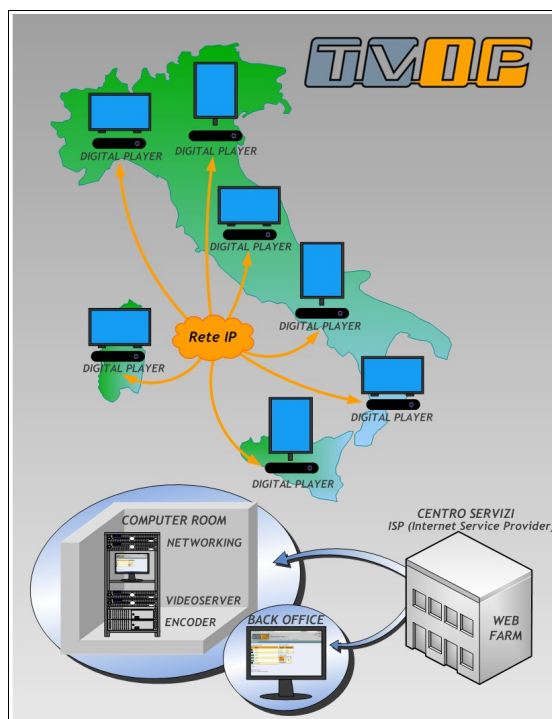 TVIP
DIGITAL PLAYER
DIGITAL PLAYER
DIGITAL PLAYER
DIGITAL PLAYER
Rete IP
DIGITAL PLAYER
DIGITAL PLAYER
DIGITAL PLAYER
CENTRO SERVIZI
ISP (Internet Service Provider)
COMPUTER ROOM
NETWORKING
VIDEOSERVER
ENCODER
BACK OFFICE
WEB
FARM